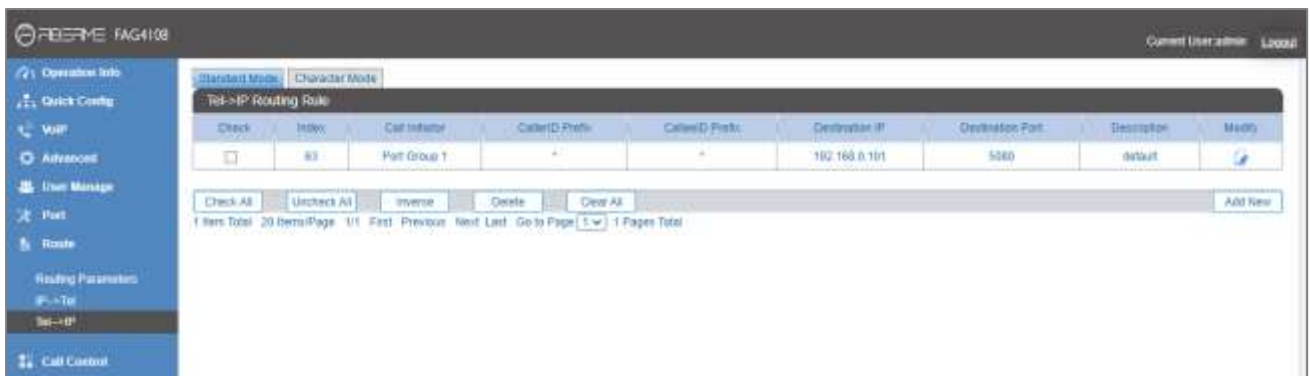 FIBERME FAG4108
Current User:admin Logout
Operation Info
Quick Config
VoIP
Advanced
User Manage
Port
Route
Routing Parameters
IP->Tel
Tel->IP
Call Control
Standard Mode Character Mode
Tel->IP Routing Rule
Check Index Call Initiator CallerID Prefix CalleeID Prefix Destination IP Destination Port Description Modify
63 Port Group 1 * * 192.168.0.101 5060 default
Check All Uncheck All Inverse Delete Clear All Add New
1 Item Total 20 Items/Page 1/1 First Previous Next Last Go to Page 1 1 Pages Total